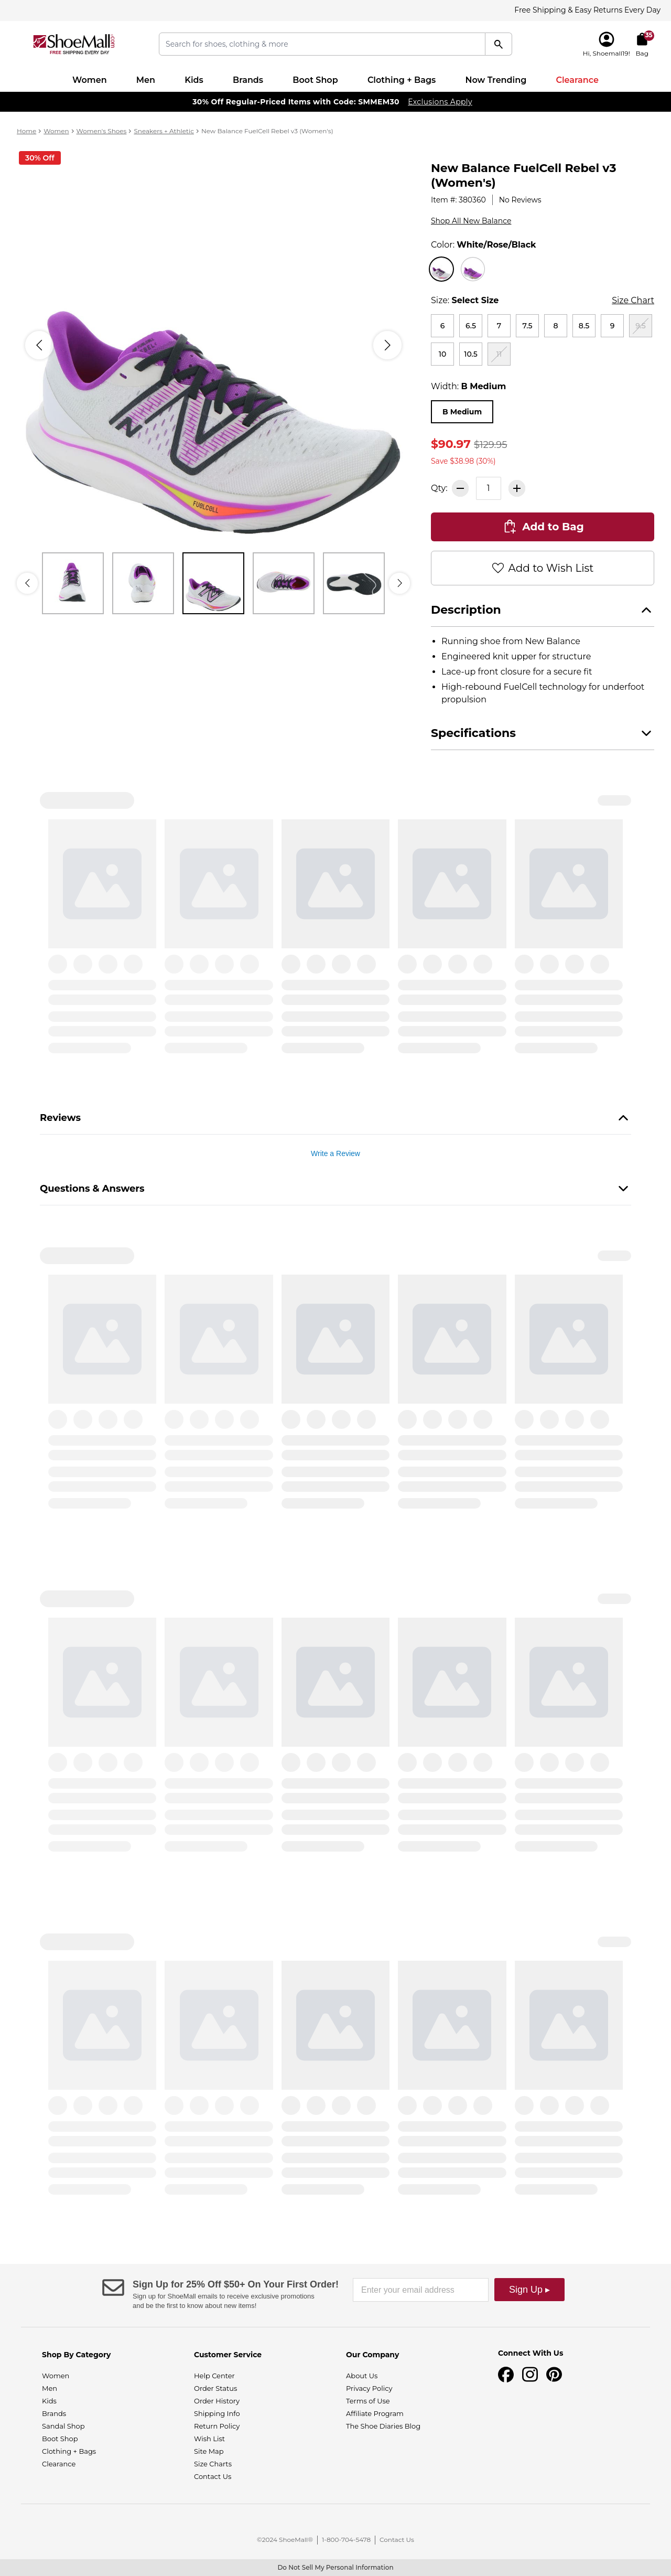 Free Shipping & Easy Returns Every Day
ShoeMall.com
FREE SHIPPING EVERY DAY
Search for shoes, clothing & more
35
Hi, Shoemall19! Bag
Women Men Kids Brands Boot Shop Clothing + Bags Now Trending Clearance
30% Off Regular-Priced Items with Code: SMMEM30 Exclusions Apply
Home > Women > Women's Shoes > Sneakers + Athletic > New Balance FuelCell Rebel v3 (Women's)
30% Off
New Balance FuelCell Rebel v3
(Women's)
Item #: 380360 | No Reviews
Shop All New Balance
Color: White/Rose/Black
Size: Select Size Size Chart
6 6.5 7 7.5 8 8.5 9 9.5
10 10.5 11
Width: B Medium
B Medium
$90.97 $129.95
Save $38.98 (30%)
Qty: 1
Add to Bag
Add to Wish List
FUELCELL
Description
• Running shoe from New Balance
• Engineered knit upper for structure
• Lace-up front closure for a secure fit
• High-rebound FuelCell technology for underfoot
propulsion
Specifications
Reviews
Write a Review
Questions & Answers
Sign Up for 25% Off $50+ On Your First Order!
Sign up for ShoeMall emails to receive exclusive promotions
and be the first to know about new items!
Enter your email address
Sign Up ▸
Shop By Category
Women
Men
Kids
Brands
Sandal Shop
Boot Shop
Clothing + Bags
Clearance
Customer Service
Help Center
Order Status
Order History
Shipping Info
Return Policy
Wish List
Site Map
Size Charts
Contact Us
Our Company
About Us
Privacy Policy
Terms of Use
Affiliate Program
The Shoe Diaries Blog
Connect With Us
©2024 ShoeMall® | 1-800-704-5478 | Contact Us
Do Not Sell My Personal Information